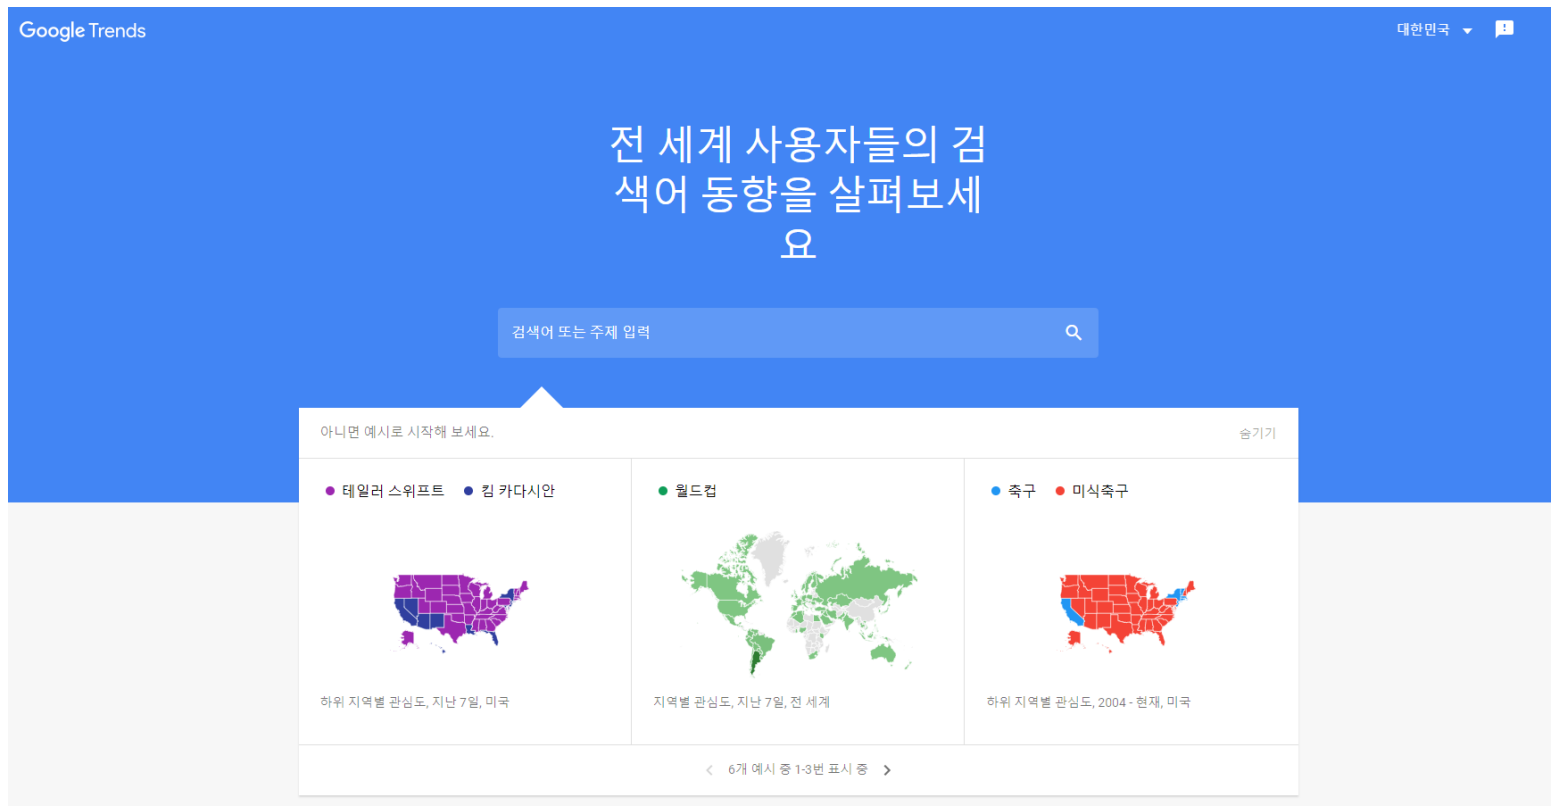 Google Trends
대한민국
전 세계 사용자들의 검
색어 동향을 살펴보세
요
검색어 또는 주제 입력
아니면 예시로 시작해 보세요.
숨기기
테일러 스위프트 킴 카다시안
월드컵
축구 미식축구
하위 지역별 관심도, 지난 7일, 미국
지역별 관심도, 지난 7일, 전 세계
하위 지역별 관심도, 2004 - 현재, 미국
6개 예시 중 1-3번 표시 중